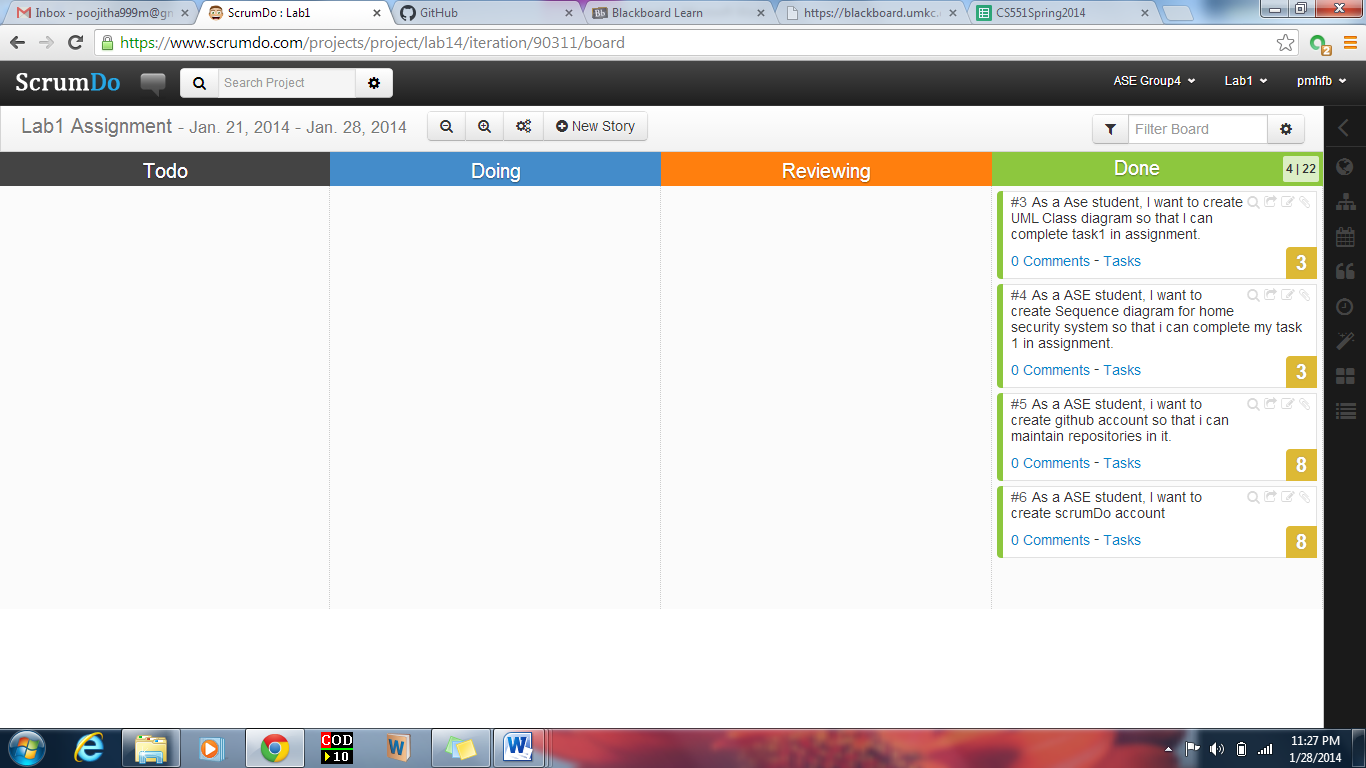 Inbox - poojitha999m@gm
ScrumDo : Lab1
GitHub
Blackboard Learn
https://blackboard.umkc.
CS551Spring2014
https://www.scrumdo.com/projects/project/lab14/iteration/90311/board
2
ScrumDo
Search Project
ASE Group4
Lab1
pmhfb
Lab1 Assignment - Jan. 21, 2014 - Jan. 28, 2014
New Story
Filter Board
Todo
Doing
Reviewing
Done
4 | 22
#3 As a Ase student, I want to create
UML Class diagram so that I can
complete task1 in assignment.
0 Comments - Tasks
3
#4 As a ASE student, I want to
create Sequence diagram for home
security system so that i can complete my task
1 in assignment.
0 Comments - Tasks
3
#5 As a ASE student, i want to
create github account so that i can
maintain repositories in it.
0 Comments - Tasks
8
#6 As a ASE student, I want to
create scrumDo account
0 Comments - Tasks
8
COD
10
11:27 PM
1/28/2014